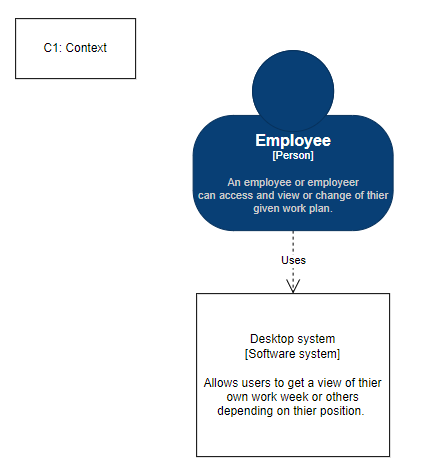 C1: Context
Employee
[Person]
An employee or employeer
can access and view or change of thier
given work plan.
Uses
Desktop system
[Software system]
Allows users to get a view of thier
own work week or others
depending on thier position.